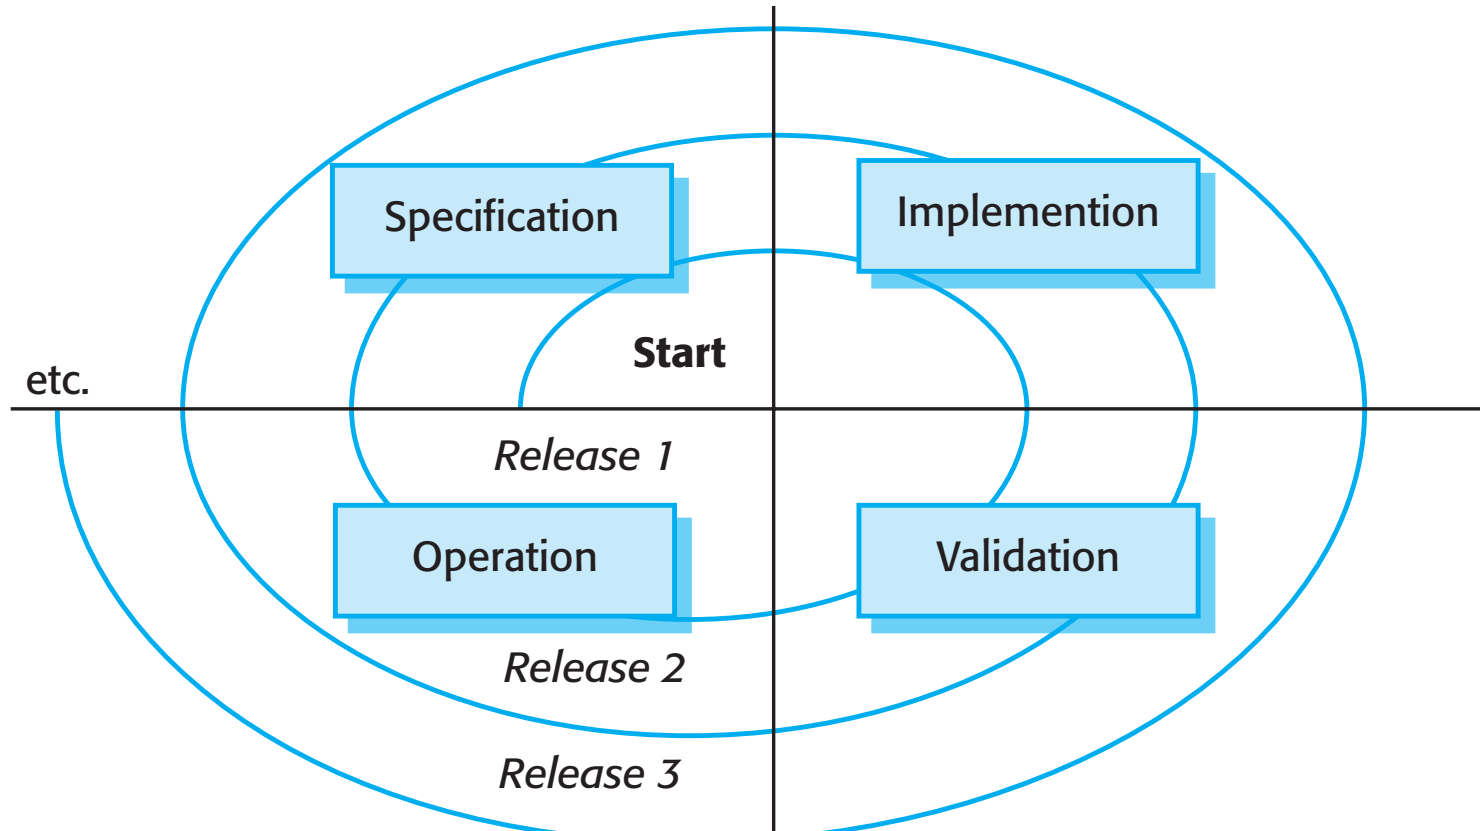 Specification
Implemention
Start
etc.
Release 1
Operation
Validation
Release 2
Release 3